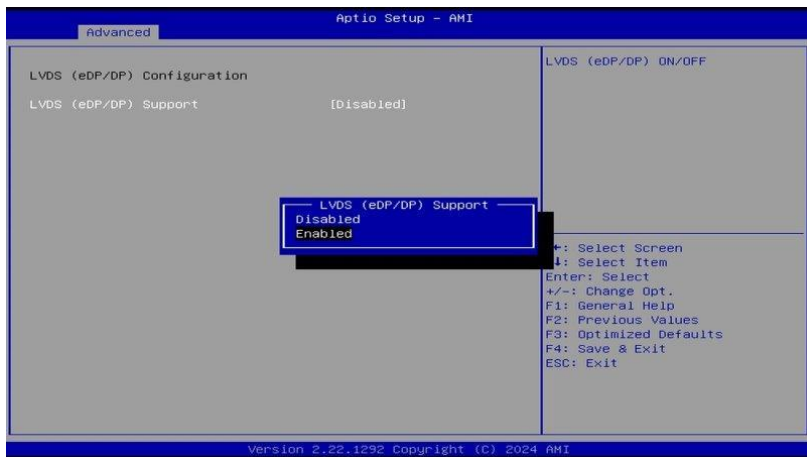 Aptio Setup - AMI
Advanced
LVDS (eDP/DP) Configuration
LVDS (eDP/DP) Support [Disabled]
LVDS (eDP/DP) ON/OFF
LVDS (eDP/DP) Support
Disabled
Enabled
←: Select Screen
↓: Select Item
Enter: Select
+/-: Change Opt.
F1: General Help
F2: Previous Values
F3: Optimized Defaults
F4: Save & Exit
ESC: Exit
Version 2.22.1292 Copyright (C) 2024 AMI